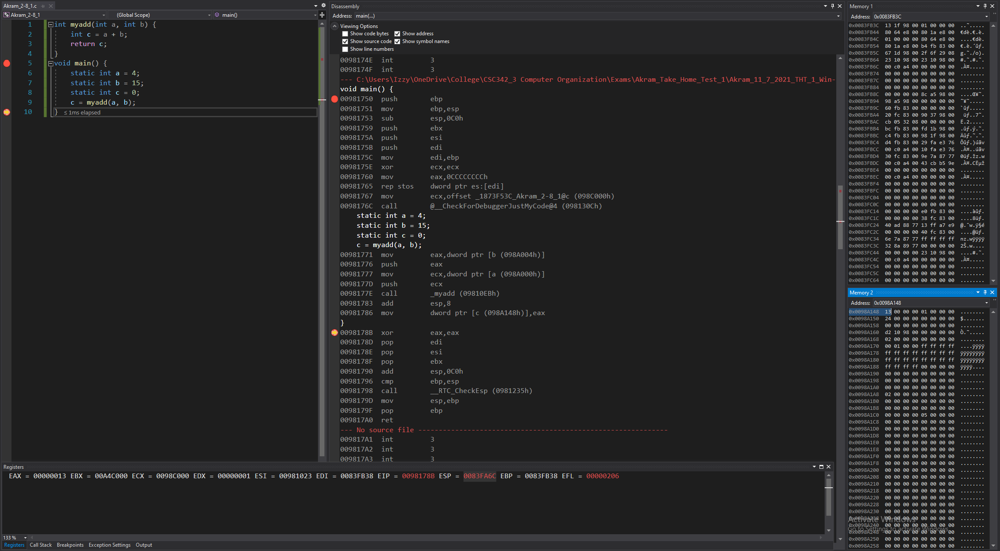 Akram_2-8_1.c
Akram_2-8_1 (Global Scope) main()
1 int myadd(int a, int b) {
2 int c = a + b;
3 return c;
4 }
5 void main() {
6 static int a = 4;
7 static int b = 15;
8 static int c = 0;
9 c = myadd(a, b);
10 } ≤ 1ms elapsed
Disassembly
Address: main(...)
Viewing Options
Show code bytes Show address
Show source code Show symbol names
Show line numbers
0098174E int 3
0098174F int 3
--- C:\Users\Izzy\OneDrive\College\CSC342_3 Computer Organization\Exams\Akram_Take_Home_Test_1\Akram_11_7_2021_THT_1_Win-
void main() {
00981750 push ebp
00981751 mov ebp,esp
00981753 sub esp,0C0h
00981759 push ebx
0098175A push esi
0098175B push edi
0098175C mov edi,ebp
0098175E xor ecx,ecx
00981760 mov eax,0CCCCCCCCh
00981765 rep stos dword ptr es:[edi]
00981767 mov ecx,offset _1873F53C_Akram_2-8_1@c (098C000h)
0098176C call @__CheckForDebuggerJustMyCode@4 (098130Ch)
static int a = 4;
static int b = 15;
static int c = 0;
c = myadd(a, b);
00981771 mov eax,dword ptr [b (098A004h)]
00981776 push eax
00981777 mov ecx,dword ptr [a (098A000h)]
0098177D push ecx
0098177E call _myadd (09810EBh)
00981783 add esp,8
00981786 mov dword ptr [c (098A148h)],eax
}
0098178B xor eax,eax
0098178D pop edi
0098178E pop esi
0098178F pop ebx
00981790 add esp,0C0h
00981796 cmp ebp,esp
00981798 call __RTC_CheckEsp (0981235h)
0098179D mov esp,ebp
0098179F pop ebp
009817A0 ret
--- No source file -------------------------------------------------------------
009817A1 int 3
009817A2 int 3
009817A3 int 3
Memory 1
Address: 0x0083FB3C
0x0083FB3C 13 1f 98 00 01 00 00 00 ..˜.....
0x0083FB44 80 64 e8 00 80 1a e8 00 €dè.€.è.
0x0083FB4C 01 00 00 00 80 64 e8 00 ....€dè.
0x0083FB54 80 1a e8 00 b4 fb 83 00 €.è.´ûƒ.
0x0083FB5C 67 1d 98 00 2f 6f 29 08 g.˜./o).
0x0083FB64 23 10 98 00 23 10 98 00 #.˜.#.˜.
0x0083FB6C 00 c0 a4 00 00 00 00 00 .À¤.....
0x0083FB74 00 00 00 00 00 00 00 00 ........
0x0083FB7C 00 00 00 00 00 00 00 00 ........
0x0083FB84 00 00 00 00 00 00 00 00 ........
0x0083FB8C 00 00 00 00 8c a5 98 00 ....Œ¥˜.
0x0083FB94 98 a5 98 00 00 00 00 00 ˜¥˜.....
0x0083FB9C 60 fb 83 00 00 00 00 00 `ûƒ.....
0x0083FBA4 20 fc 83 00 90 37 98 00 üƒ..7˜.
0x0083FBAC cb 05 32 08 00 00 00 00 Ë.2.....
0x0083FBB4 bc fb 83 00 fd 1b 98 00 .ûƒ.ý.˜.
0x0083FBBC c4 fb 83 00 98 1f 98 00 Äûƒ.˜.˜.
0x0083FBC4 d4 fb 83 00 29 fa e3 76 Ôûƒ.)úãv
0x0083FBCC 00 c0 a4 00 10 fa e3 76 .À¤..úãv
0x0083FBD4 30 fc 83 00 9e 7a 87 77 0üƒ.žz.w
0x0083FBDC 00 c0 a4 00 43 cb b5 9e .À¤.CËµž
0x0083FBE4 00 00 00 00 00 00 00 00 ........
0x0083FBEC 00 c0 a4 00 00 00 00 00 .À¤.....
0x0083FBF4 00 00 00 00 00 00 00 00 ........
0x0083FBFC 00 00 00 00 00 00 00 00 ........
0x0083FC04 00 00 00 00 00 00 00 00 ........
0x0083FC0C 00 00 00 00 00 00 00 00 ........
0x0083FC14 00 00 00 00 e0 fb 83 00 ....àûƒ.
0x0083FC1C 00 00 00 00 38 fc 83 00 ....8üƒ.
0x0083FC24 40 ad 88 77 13 ff a7 e9 @.ˆw.ÿ§é
0x0083FC2C 00 00 00 00 40 fc 83 00 ....@üƒ.
0x0083FC34 6e 7a 87 77 ff ff ff ff nz.wÿÿÿÿ
0x0083FC3C 32 8a 89 77 00 00 00 00 2Š.w....
0x0083FC44 00 00 00 00 23 10 98 00 ....#.˜.
0x0083FC4C 00 c0 a4 00 00 00 00 00 .À¤.....
0x0083FC54 00 00 00 00 00 00 00 00 ........
0x0083FC5C 00 00 00 00 00 00 00 00 ........
0x0083FC64 00 00 00 00 00 00 00 00 ........
Memory 2
Address: 0x0098A148
0x0098A148 13 00 00 00 01 00 00 00 ........
0x0098A150 24 00 00 00 00 00 00 00 $.......
0x0098A158 00 00 00 00 00 00 00 00 ........
0x0098A160 d2 10 98 00 00 00 00 00 Ò.˜.....
0x0098A168 02 00 00 00 00 00 00 00 ........
0x0098A170 00 01 00 00 ff ff ff ff ....ÿÿÿÿ
0x0098A178 ff ff ff ff ff ff ff ff ÿÿÿÿÿÿÿÿ
0x0098A180 ff ff ff ff ff ff ff ff ÿÿÿÿÿÿÿÿ
0x0098A188 ff ff ff ff 00 00 00 00 ÿÿÿÿ....
0x0098A190 00 00 00 00 00 00 00 00 ........
0x0098A198 00 00 00 00 00 00 00 00 ........
0x0098A1A0 00 00 00 00 00 00 00 00 ........
0x0098A1A8 02 00 00 00 00 00 00 00 ........
0x0098A1B0 00 00 00 00 00 00 00 00 ........
0x0098A1B8 00 00 00 00 00 00 00 00 ........
0x0098A1C0 00 00 00 00 05 00 00 00 ........
0x0098A1C8 00 00 00 00 00 00 00 00 ........
0x0098A1D0 00 00 00 00 00 00 00 00 ........
0x0098A1D8 00 00 00 00 00 00 00 00 ........
0x0098A1E0 00 00 00 00 00 00 00 00 ........
0x0098A1E8 00 00 00 00 00 00 00 00 ........
0x0098A1F0 00 00 00 00 00 00 00 00 ........
0x0098A1F8 00 00 00 00 00 00 00 00 ........
0x0098A200 00 00 00 00 00 00 00 00 ........
0x0098A208 00 00 00 00 00 00 00 00 ........
0x0098A210 00 00 00 00 00 00 00 00 ........
0x0098A218 00 00 00 00 00 00 00 00 ........
0x0098A220 00 00 00 00 00 00 00 00 ........
0x0098A228 00 00 00 00 00 00 00 00 ........
0x0098A230 00 00 00 00 00 00 00 00 ........
0x0098A238 00 00 00 00 00 00 00 00 ........
0x0098A240 00 00 00 00 00 00 00 00 ........
0x0098A248 00 00 00 00 00 00 00 00 ........
0x0098A250 00 00 00 00 00 00 00 00 ........
0x0098A258 00 00 00 00 00 00 00 00 ........
Activate Windows
Go to Settings to activate Windows.
Registers
EAX = 00000013 EBX = 00A4C000 ECX = 0098C000 EDX = 00000001 ESI = 00981023 EDI = 0083FB38 EIP = 0098178B ESP = 0083FA6C EBP = 0083FB38 EFL = 00000206
133 %
Registers Call Stack Breakpoints Exception Settings Output